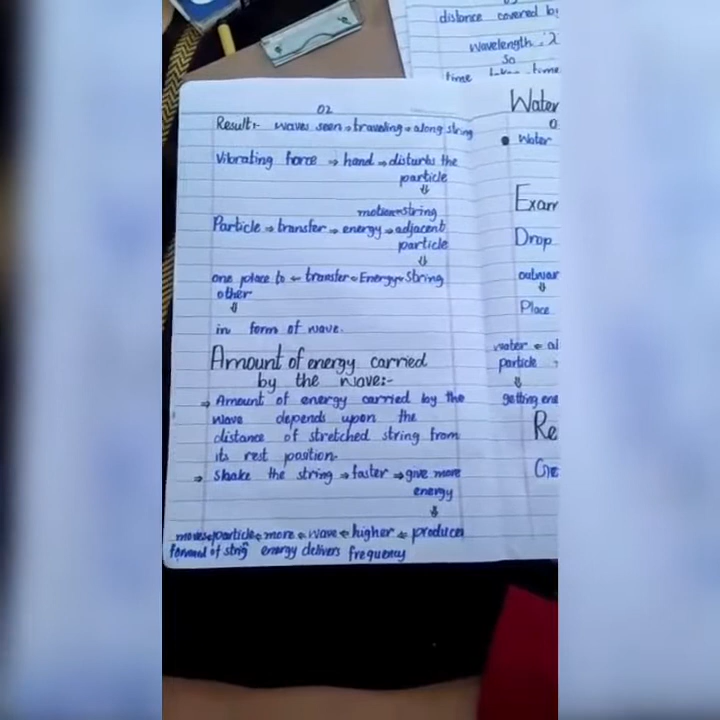 distance covered by
wavelength, λ
so
time taken time
02
Result:- waves seen → traveling → along string
Vibrating force → hand → disturbs the
particle
⇓
motion → string
Particle → transfer → energy → adjacent
particle
⇓
one place to ← transfer ← Energy ← String
other
⇓
in form of wave.
Amount of energy carried
by the wave:-
→ Amount of energy carried by the
wave depends upon the
distance of stretched string from
its rest position.
→ Shake the string → faster → give more
energy
⇓
moves ← particle ← more ← wave ← higher ← produces
forward of string energy delivers frequency
Water
• Water
Exam
Drop
outwar
⇓
Place
water ← al
particle
⇓
getting ene
Re